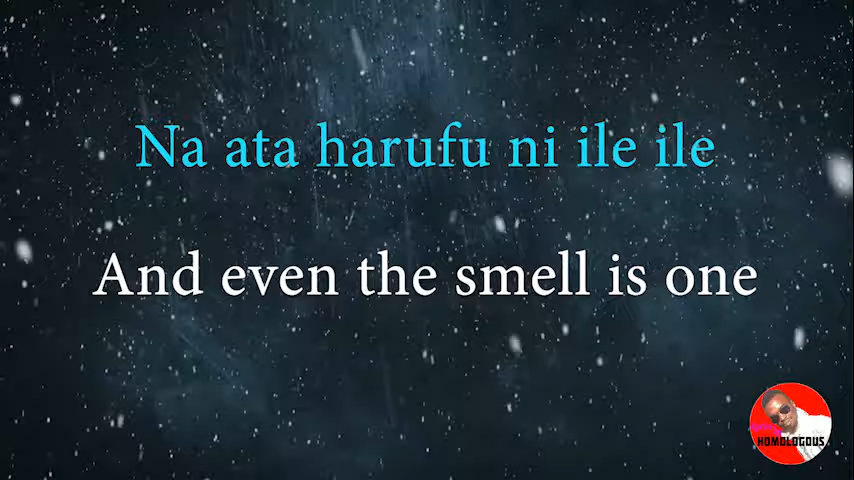 Na ata harufu ni ile ile
And even the smell is one
HOMOLOGOUS